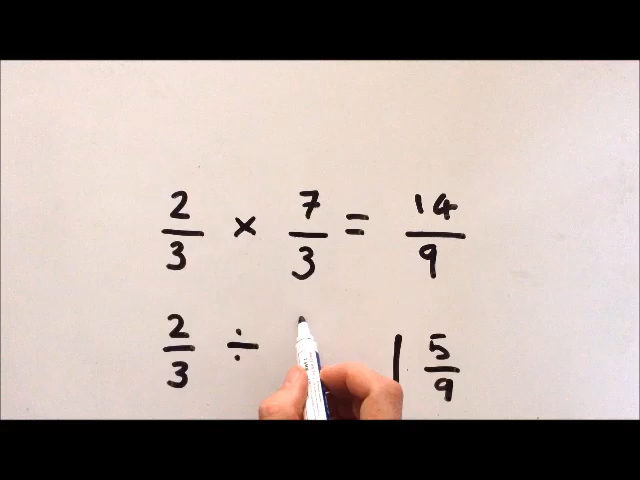 2/3 × 7/3 = 14/9
2/3 ÷
1 5/9